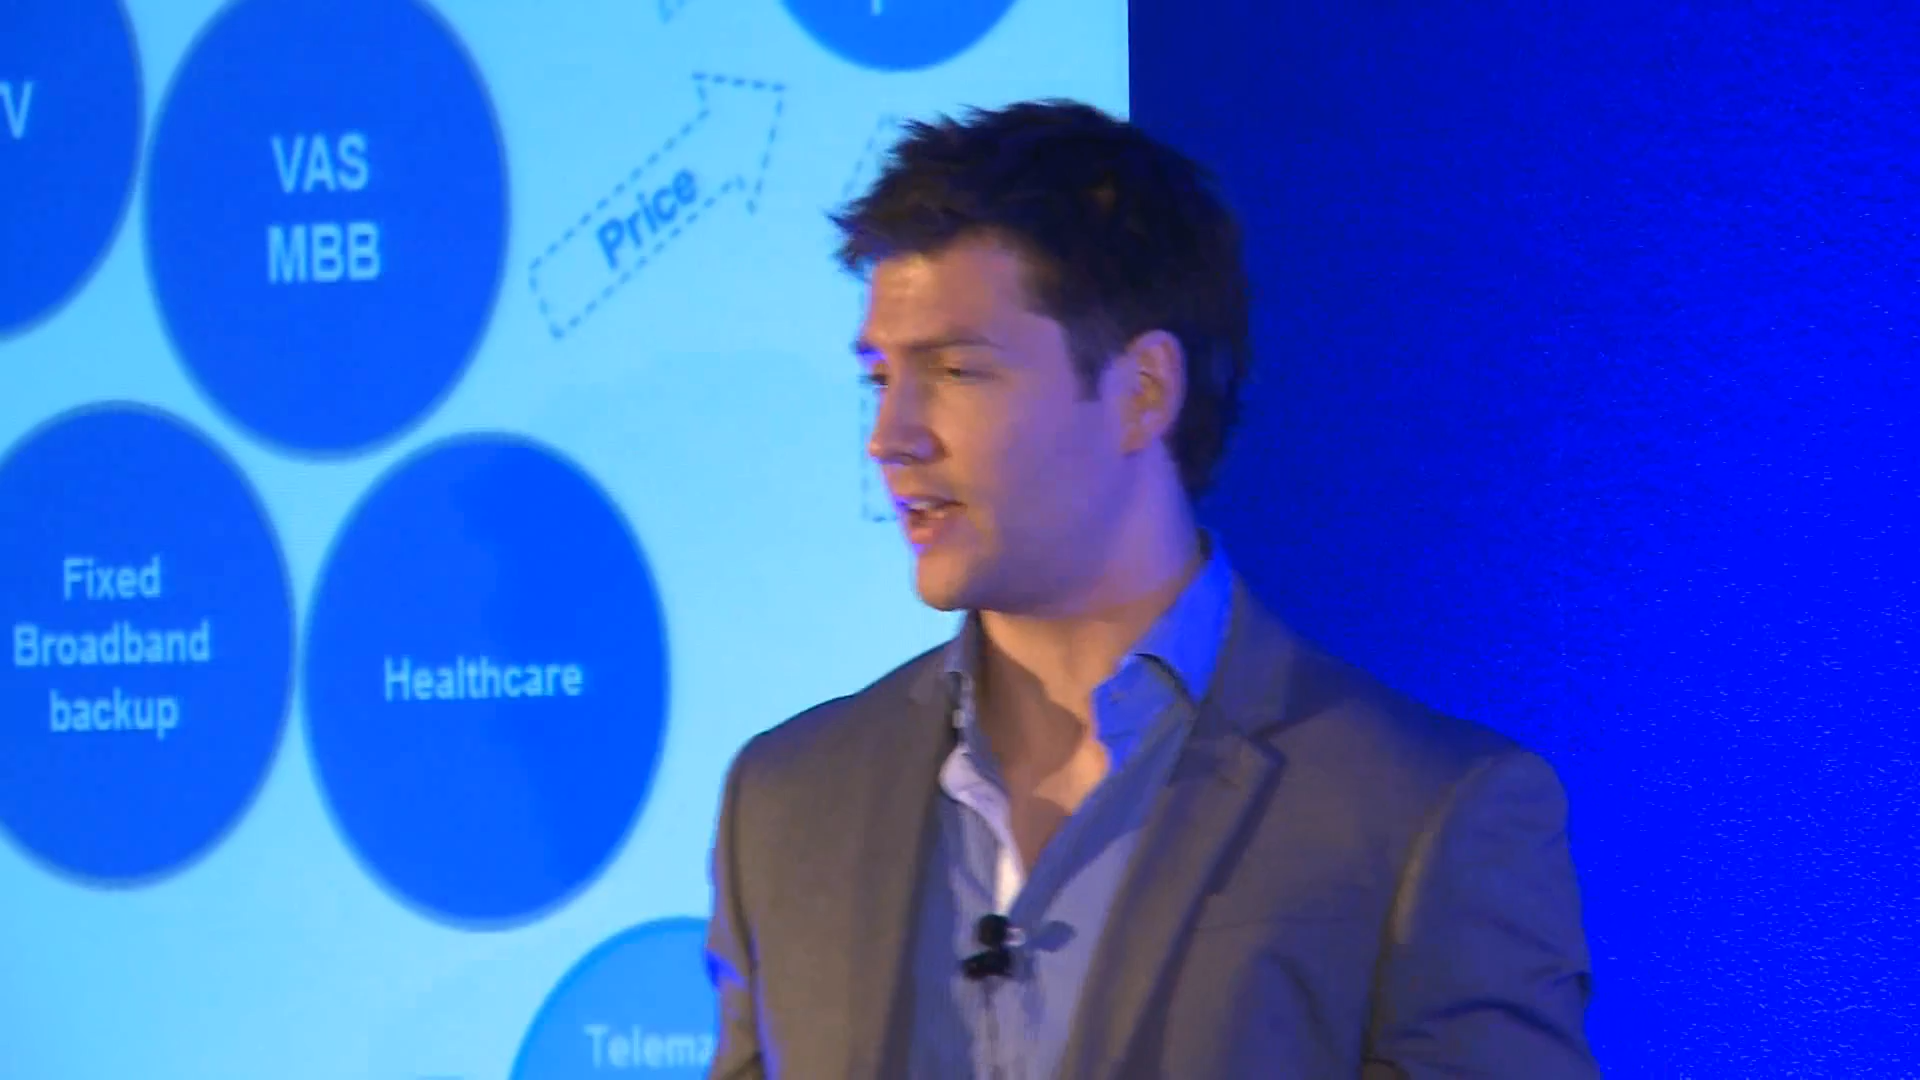 V
VAS
MBB
Price
Fixed
Broadband
backup
Healthcare